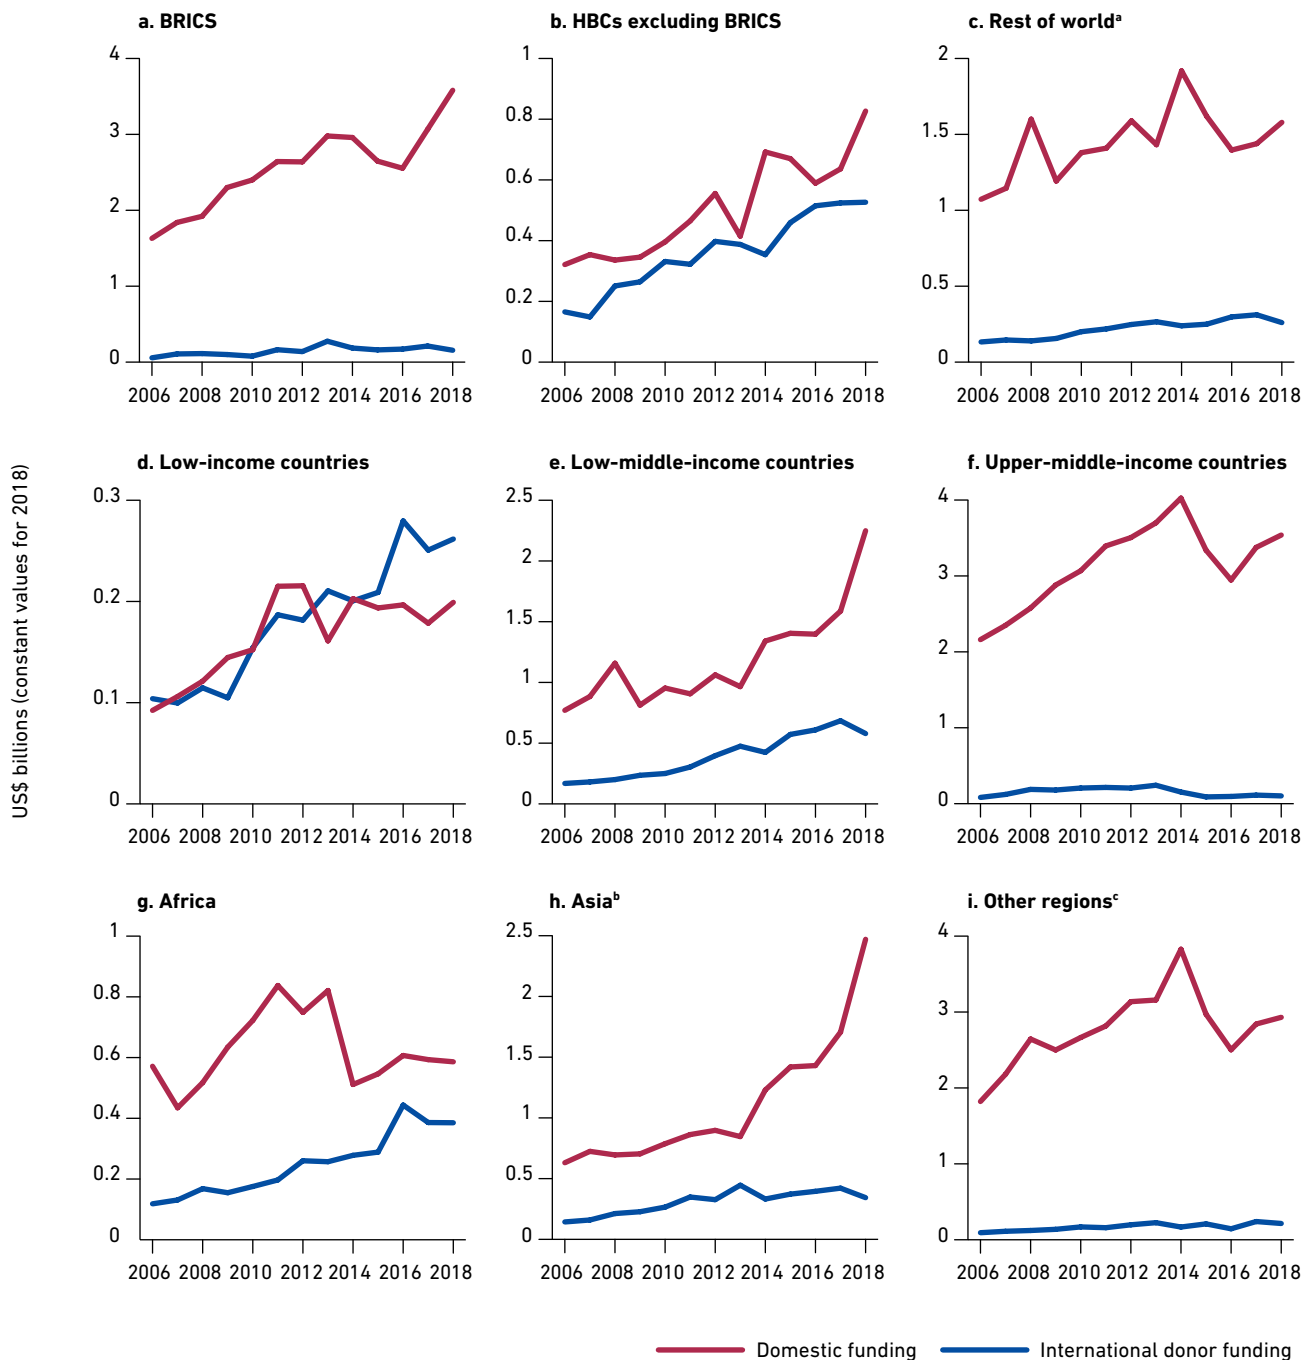 a. BRICS
b. HBCs excluding BRICS
c. Rest of worldᵃ
4
3
2
1
0
2006 2008 2010 2012 2014 2016 2018
1
0.8
0.6
0.4
0.2
0
2006 2008 2010 2012 2014 2016 2018
2
1.5
1
0.5
0
2006 2008 2010 2012 2014 2016 2018
US$ billions (constant values for 2018)
d. Low-income countries
e. Low-middle-income countries
f. Upper-middle-income countries
0.3
0.2
0.1
0
2006 2008 2010 2012 2014 2016 2018
2.5
2
1.5
1
0.5
0
2006 2008 2010 2012 2014 2016 2018
4
3
2
1
0
2006 2008 2010 2012 2014 2016 2018
g. Africa
h. Asiaᵇ
i. Other regionsᶜ
1
0.8
0.6
0.4
0.2
0
2006 2008 2010 2012 2014 2016 2018
2.5
2
1.5
1
0.5
0
2006 2008 2010 2012 2014 2016 2018
4
3
2
1
0
2006 2008 2010 2012 2014 2016 2018
Domestic funding
International donor funding